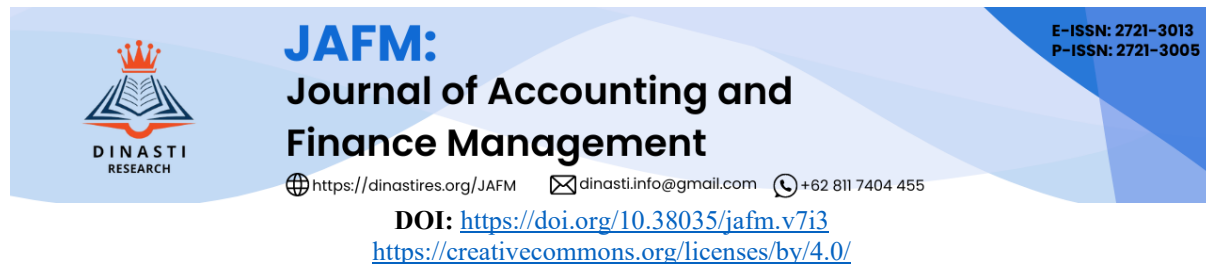 JAFM:
Journal of Accounting and
Finance Management
E-ISSN: 2721-3013
P-ISSN: 2721-3005
DINASTI
RESEARCH
https://dinastires.org/JAFM dinasti.info@gmail.com +62 811 7404 455
DOI: https://doi.org/10.38035/jafm.v7i3
https://creativecommons.org/licenses/by/4.0/